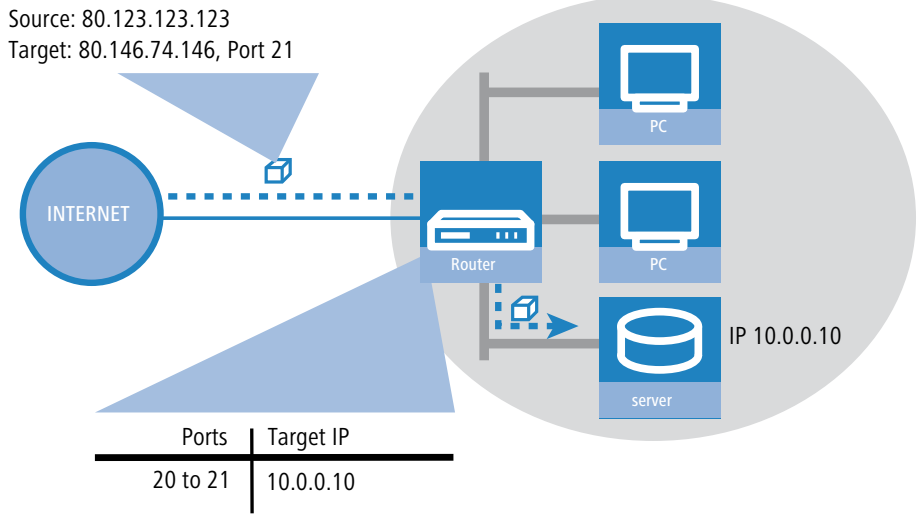 Source: 80.123.123.123
Target: 80.146.74.146, Port 21
PC
INTERNET
Router
PC
IP 10.0.0.10
server
Ports Target IP
20 to 21 10.0.0.10